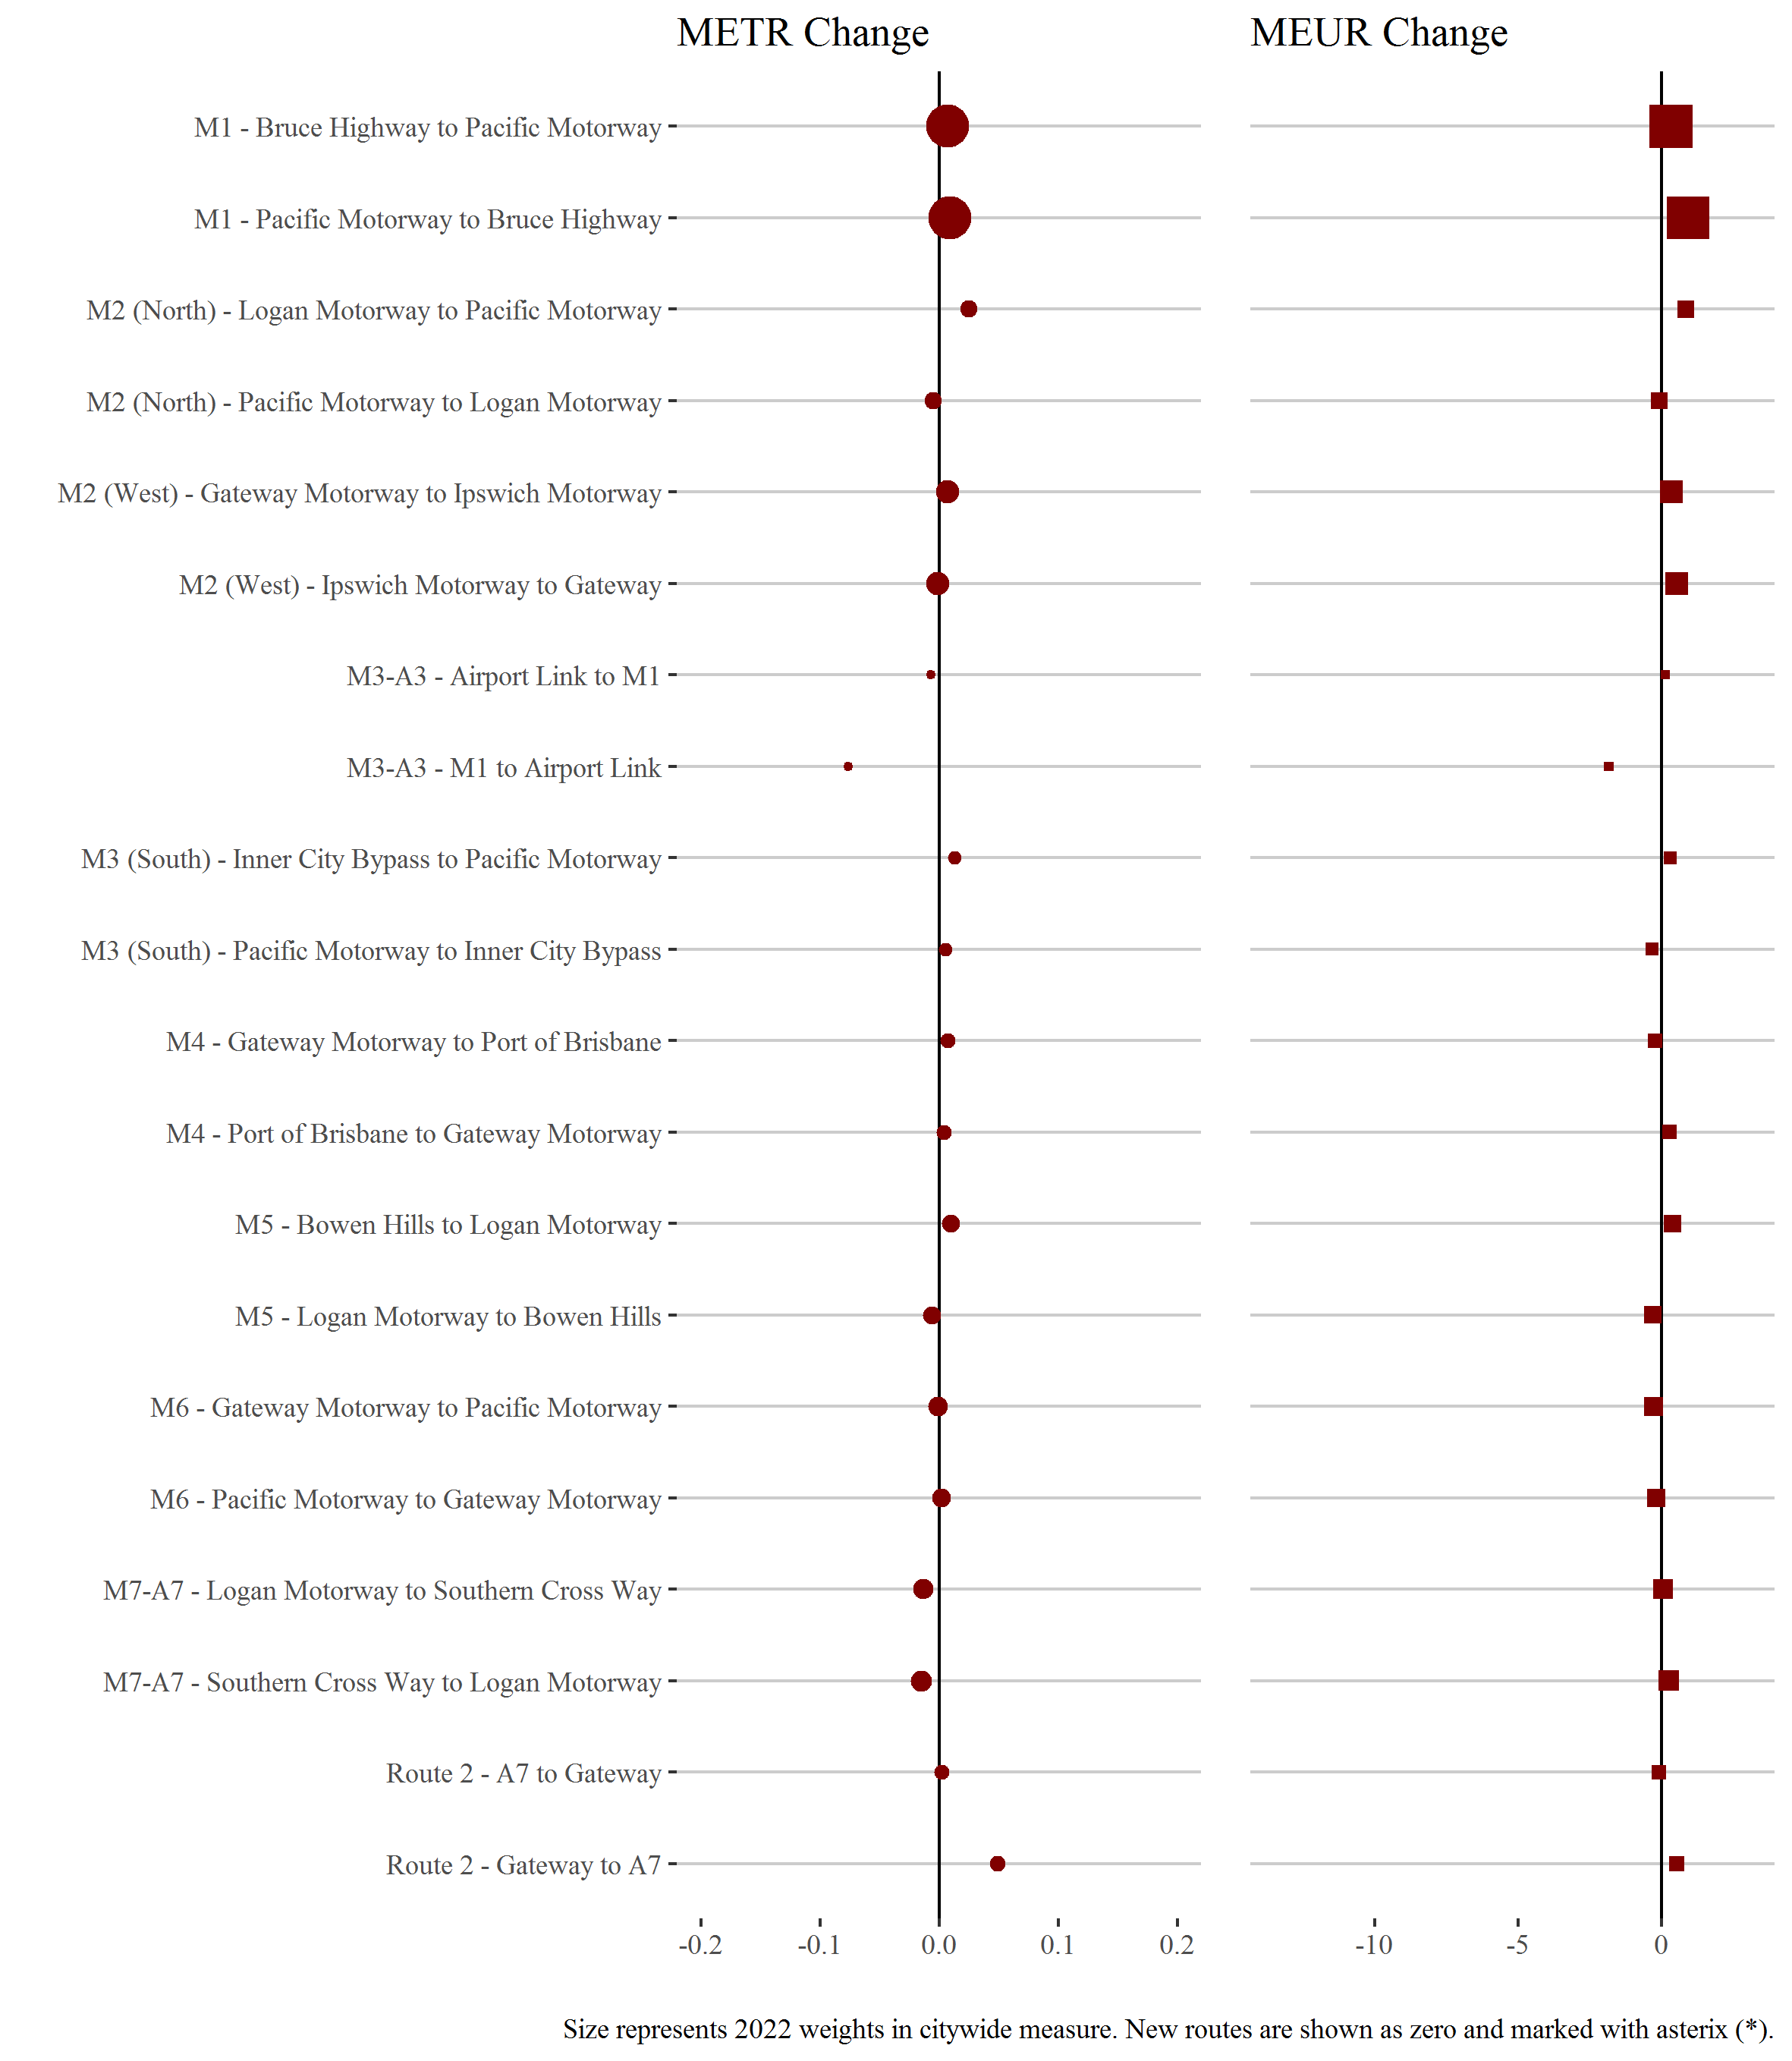 METR Change
MEUR Change
M1 - Bruce Highway to Pacific Motorway
M1 - Pacific Motorway to Bruce Highway
M2 (North) - Logan Motorway to Pacific Motorway
M2 (North) - Pacific Motorway to Logan Motorway
M2 (West) - Gateway Motorway to Ipswich Motorway
M2 (West) - Ipswich Motorway to Gateway
M3-A3 - Airport Link to M1
M3-A3 - M1 to Airport Link
M3 (South) - Inner City Bypass to Pacific Motorway
M3 (South) - Pacific Motorway to Inner City Bypass
M4 - Gateway Motorway to Port of Brisbane
M4 - Port of Brisbane to Gateway Motorway
M5 - Bowen Hills to Logan Motorway
M5 - Logan Motorway to Bowen Hills
M6 - Gateway Motorway to Pacific Motorway
M6 - Pacific Motorway to Gateway Motorway
M7-A7 - Logan Motorway to Southern Cross Way
M7-A7 - Southern Cross Way to Logan Motorway
Route 2 - A7 to Gateway
Route 2 - Gateway to A7
-0.2 -0.1 0.0 0.1 0.2
-10 -5 0
Size represents 2022 weights in citywide measure. New routes are shown as zero and marked with asterix (*).